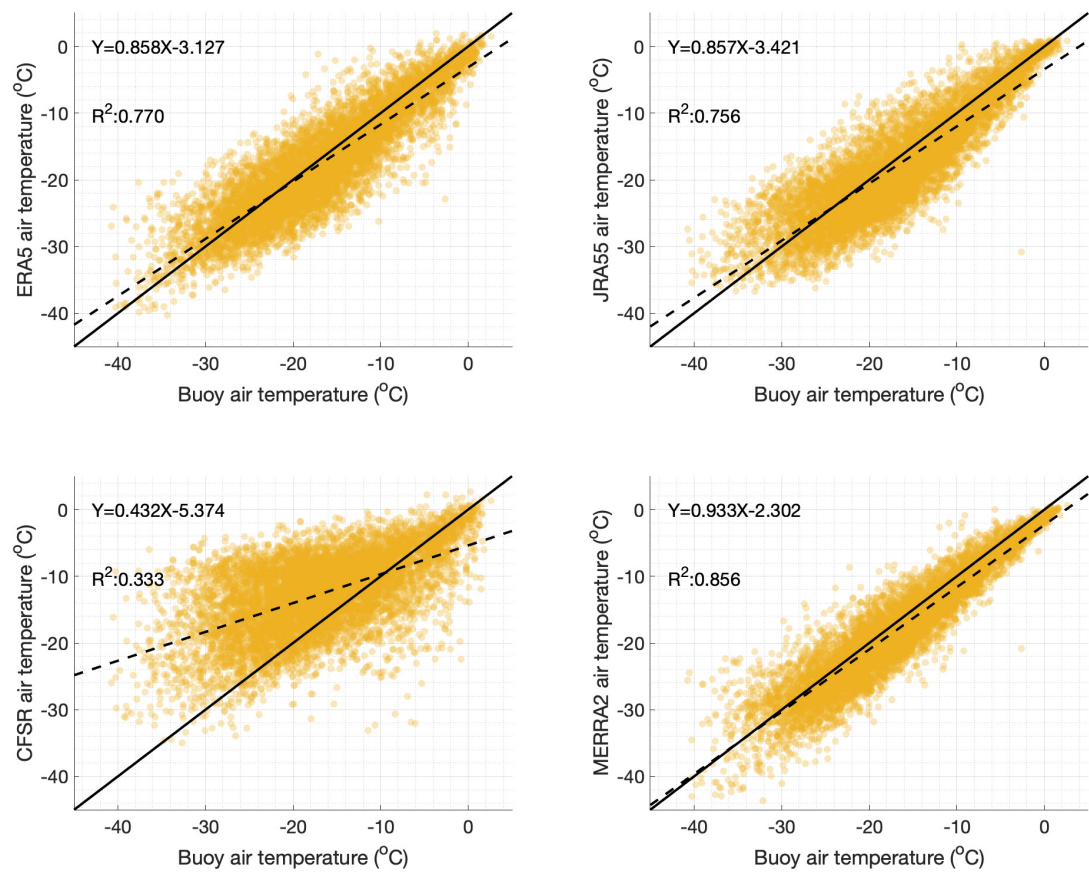 Y=0.858X-3.127
R²:0.770
0
-10
-20
-30
-40
ERA5 air temperature (°C)
-40 -30 -20 -10 0
Buoy air temperature (°C)
Y=0.857X-3.421
R²:0.756
0
-10
-20
-30
-40
JRA55 air temperature (°C)
-40 -30 -20 -10 0
Buoy air temperature (°C)
Y=0.432X-5.374
R²:0.333
0
-10
-20
-30
-40
CFSR air temperature (°C)
-40 -30 -20 -10 0
Buoy air temperature (°C)
Y=0.933X-2.302
R²:0.856
0
-10
-20
-30
-40
MERRA2 air temperature (°C)
-40 -30 -20 -10 0
Buoy air temperature (°C)